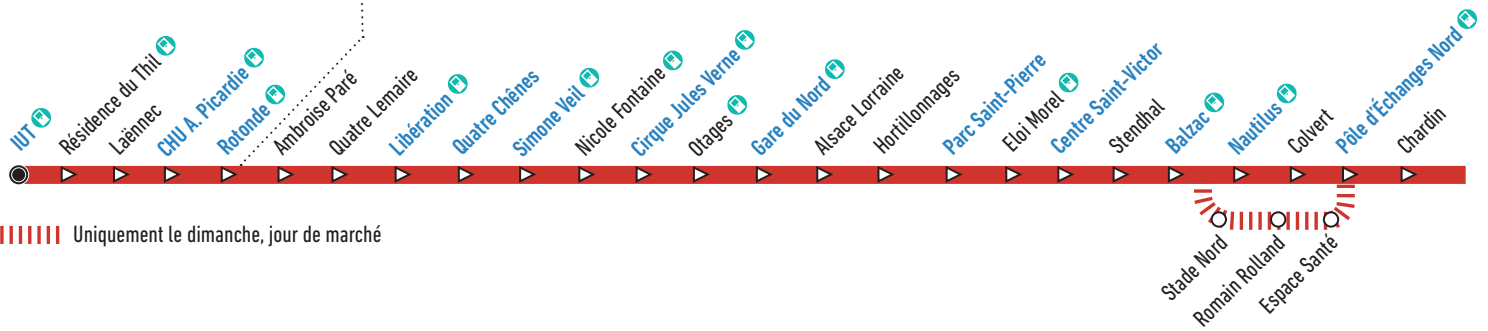 IUT
Résidence du Thil
Laënnec
CHU A. Picardie
Rotonde
Ambroise Paré
Quatre Lemaire
Libération
Quatre Chênes
Simone Veil
Nicole Fontaine
Cirque Jules Verne
Otages
Gare du Nord
Alsace Lorraine
Hortillonnages
Parc Saint-Pierre
Eloi Morel
Centre Saint-Victor
Stendhal
Balzac
Nautilus
Colvert
Pôle d'Échanges Nord
Chardin
Uniquement le dimanche, jour de marché
Stade Nord
Romain Rolland
Espace Santé